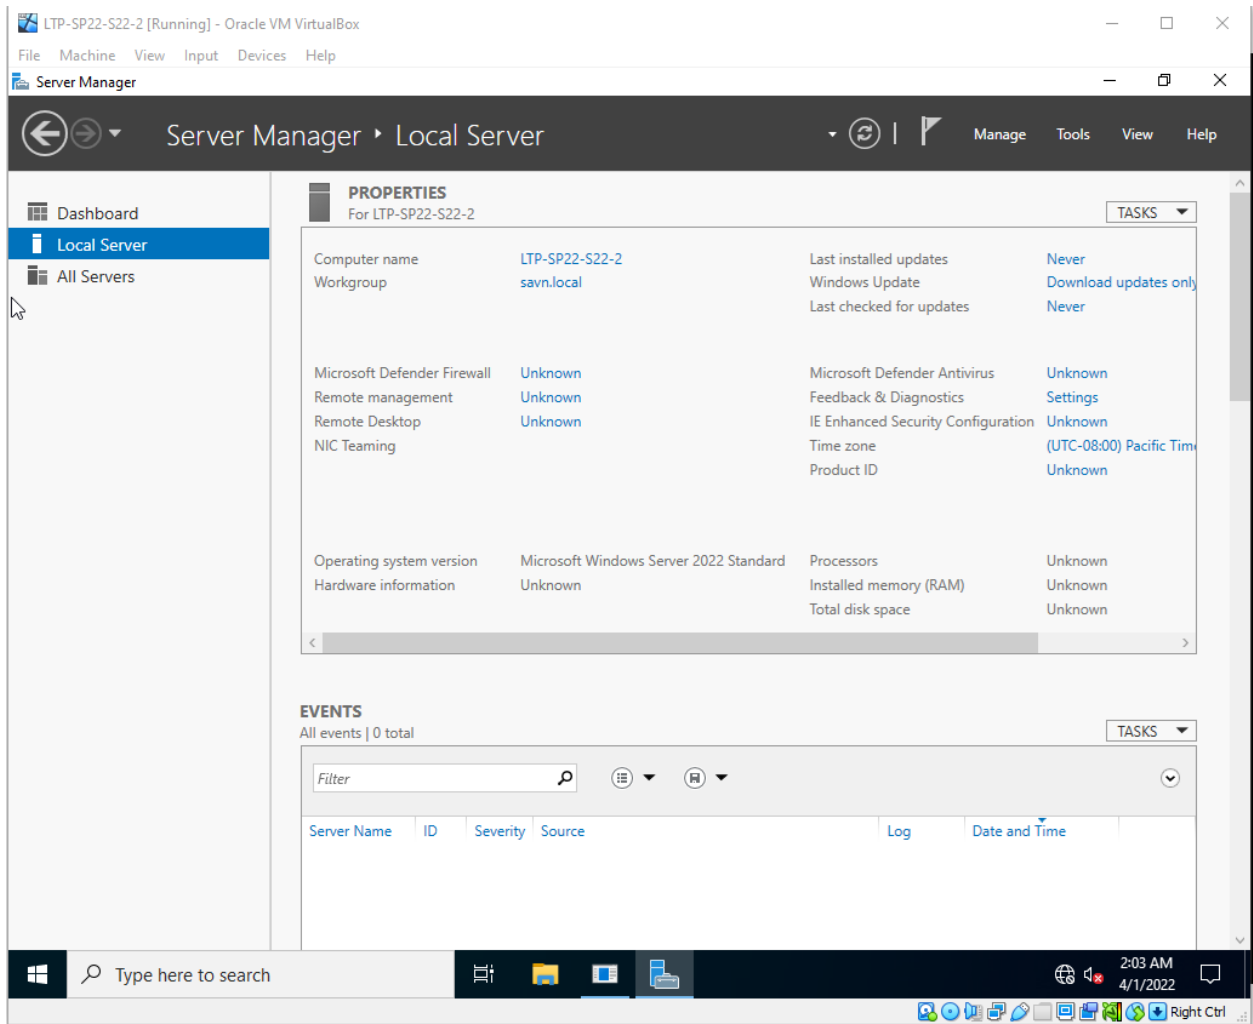 LTP-SP22-S22-2 [Running] - Oracle VM VirtualBox
File Machine View Input Devices Help
Server Manager
Server Manager ‣ Local Server
Manage Tools View Help
Dashboard
Local Server
All Servers
PROPERTIES
For LTP-SP22-S22-2
TASKS
Computer name LTP-SP22-S22-2 Last installed updates Never
Workgroup savn.local Windows Update Download updates only
Last checked for updates Never
Microsoft Defender Firewall Unknown Microsoft Defender Antivirus Unknown
Remote management Unknown Feedback & Diagnostics Settings
Remote Desktop Unknown IE Enhanced Security Configuration Unknown
NIC Teaming Time zone (UTC-08:00) Pacific Tim
Product ID Unknown
Operating system version Microsoft Windows Server 2022 Standard Processors Unknown
Hardware information Unknown Installed memory (RAM) Unknown
Total disk space Unknown
EVENTS
All events | 0 total
TASKS
Filter
Server Name ID Severity Source Log Date and Time
Type here to search
2:03 AM
4/1/2022
Right Ctrl